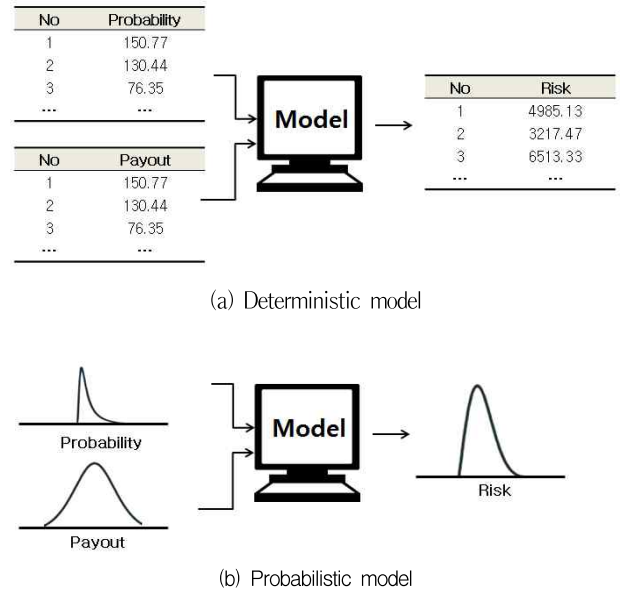 No Probability
1 150.77
2 130.44
3 76.35
... ...
No Payout
1 150.77
2 130.44
3 76.35
... ...
Model
No Risk
1 4985.13
2 3217.47
3 6513.33
... ...
(a) Deterministic model
Probability
Payout
Model
Risk
(b) Probabilistic model